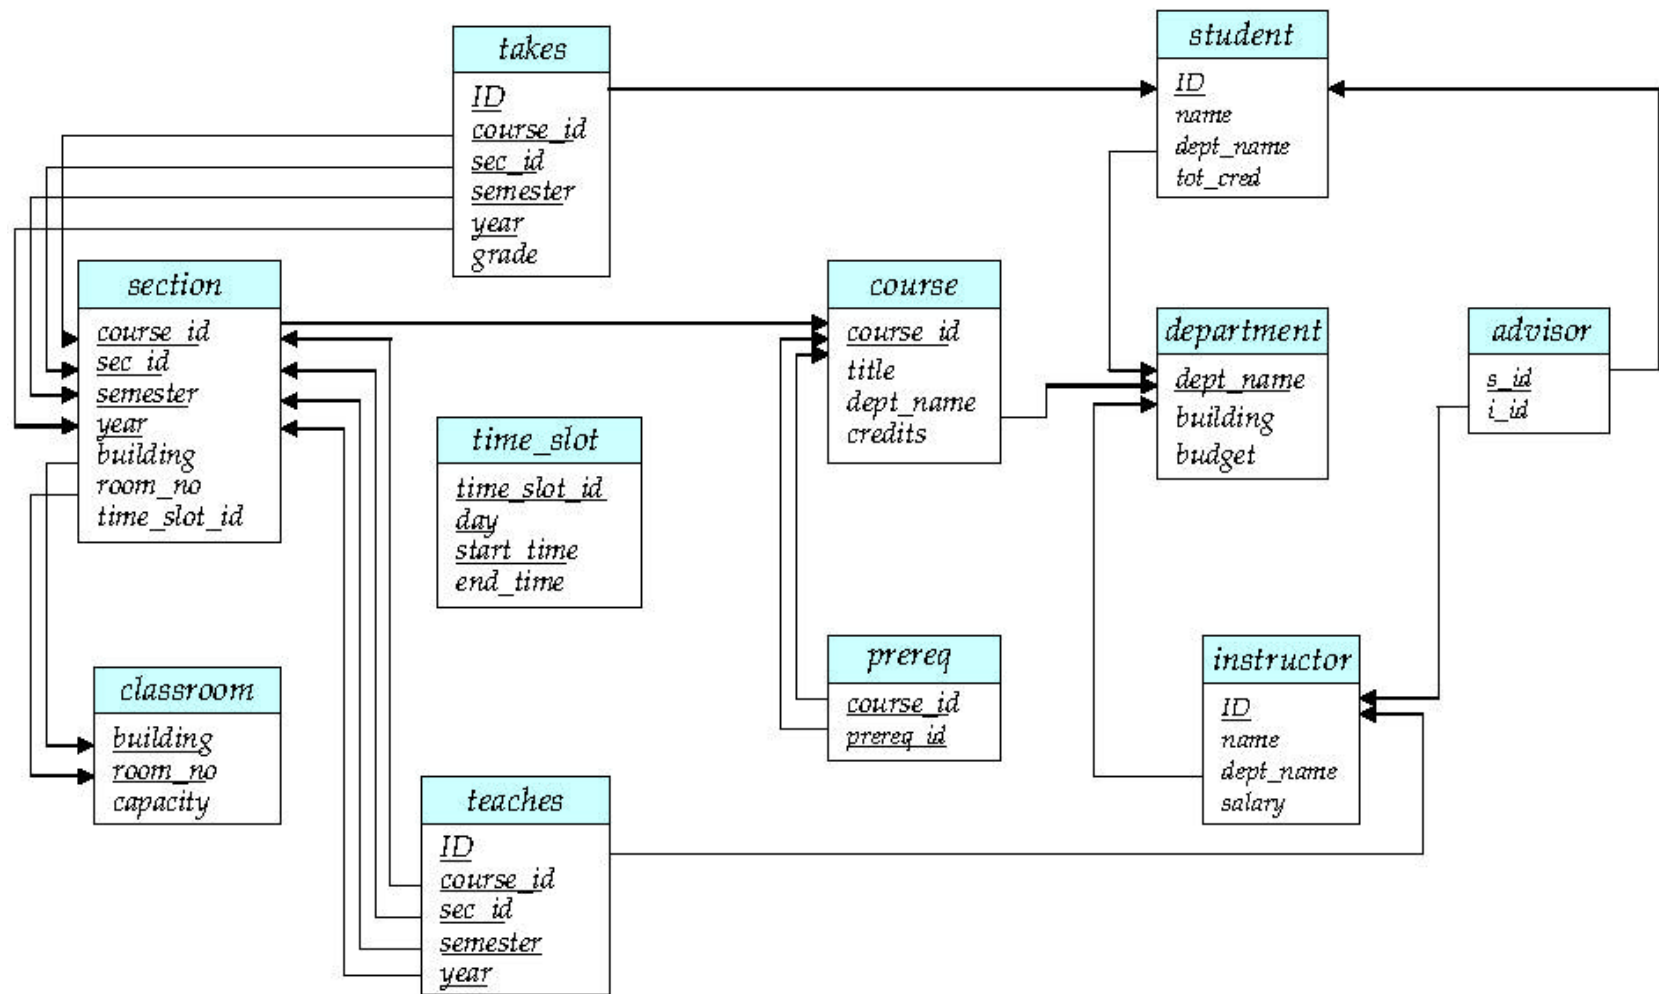 takes
ID
course_id
sec_id
semester
year
grade
student
ID
name
dept_name
tot_cred
section
course_id
sec_id
semester
year
building
room_no
time_slot_id
course
course_id
title
dept_name
credits
department
dept_name
building
budget
advisor
s_id
i_id
time_slot
time_slot_id
day
start_time
end_time
prereq
course_id
prereq_id
instructor
ID
name
dept_name
salary
classroom
building
room_no
capacity
teaches
ID
course_id
sec_id
semester
year